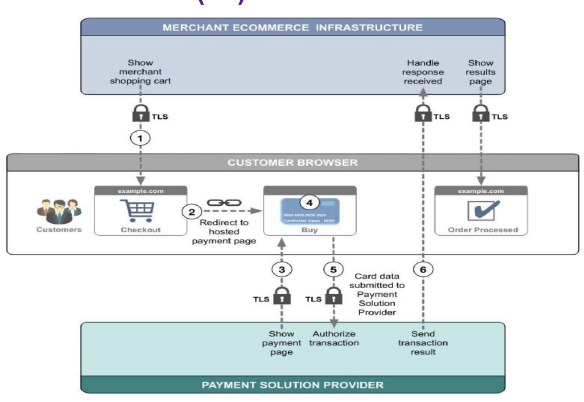 MERCHANT ECOMMERCE INFRASTRUCTURE
Show
merchant
shopping cart
Handle
response
received
Show
results
page
TLS
TLS
TLS
1
CUSTOMER BROWSER
example.com
example.com
Customers
Checkout
2
Redirect to
hosted
payment page
4
Buy
Order Processed
3
5
6
Card data
submitted to
Payment
Solution
Provider
TLS
TLS
Show
payment
page
Authorize
transaction
Send
transaction
result
PAYMENT SOLUTION PROVIDER